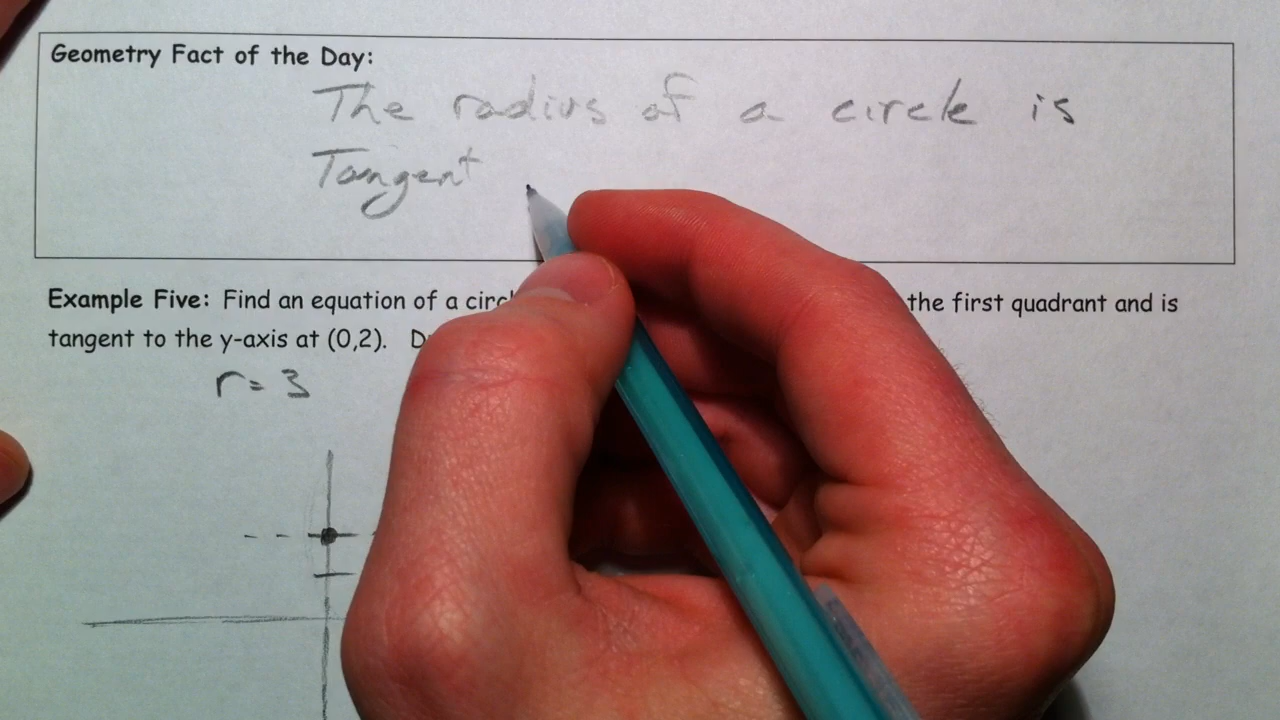 Geometry Fact of the Day:
The radius of a circle is
Tangent
Example Five: Find an equation of a circ the first quadrant and is
tangent to the y-axis at (0,2). D
r = 3